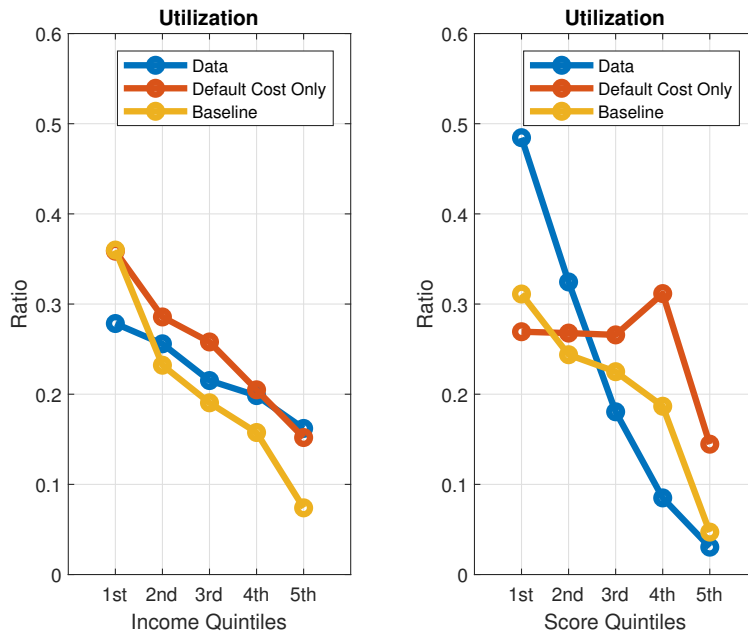 Utilization
0.6
0.5
0.4
0.3
0.2
0.1
0
Ratio
Data
Default Cost Only
Baseline
1st 2nd 3rd 4th 5th
Income Quintiles
Utilization
0.6
0.5
0.4
0.3
0.2
0.1
0
Ratio
Data
Default Cost Only
Baseline
1st 2nd 3rd 4th 5th
Score Quintiles